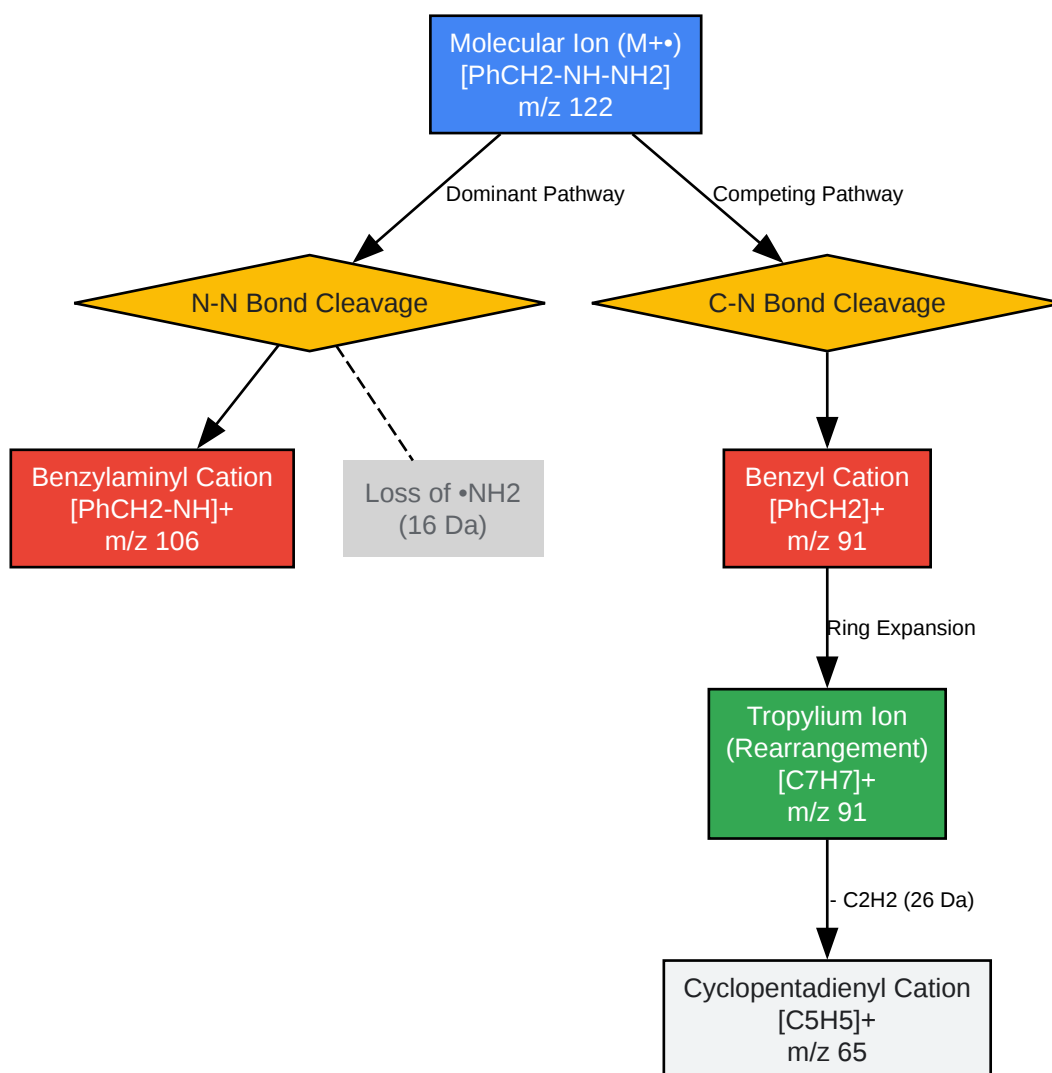 Molecular Ion (M+•)
[PhCH2-NH-NH2]
m/z 122
Dominant Pathway
Competing Pathway
N-N Bond Cleavage
C-N Bond Cleavage
Benzylaminyl Cation
[PhCH2-NH]+
m/z 106
Loss of •NH2
(16 Da)
Benzyl Cation
[PhCH2]+
m/z 91
Ring Expansion
Tropylium Ion
(Rearrangement)
[C7H7]+
m/z 91
- C2H2 (26 Da)
Cyclopentadienyl Cation
[C5H5]+
m/z 65